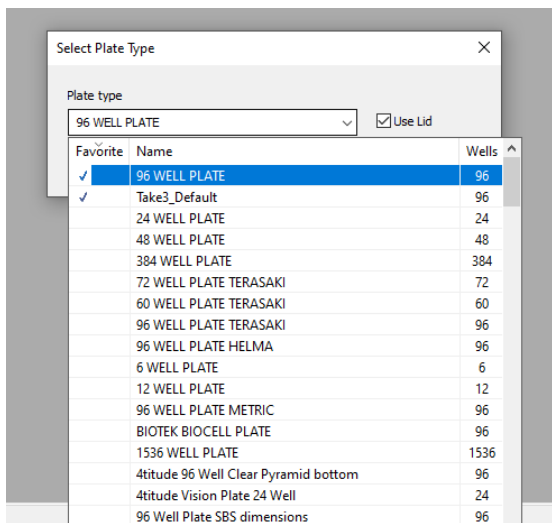 Select Plate Type
Plate type
96 WELL PLATE
Use Lid
Favorite Name Wells
96 WELL PLATE 96
Take3_Default 96
24 WELL PLATE 24
48 WELL PLATE 48
384 WELL PLATE 384
72 WELL PLATE TERASAKI 72
60 WELL PLATE TERASAKI 60
96 WELL PLATE TERASAKI 96
96 WELL PLATE HELMA 96
6 WELL PLATE 6
12 WELL PLATE 12
96 WELL PLATE METRIC 96
BIOTEK BIOCELL PLATE 96
1536 WELL PLATE 1536
4titude 96 Well Clear Pyramid bottom 96
4titude Vision Plate 24 Well 24
96 Well Plate SBS dimensions 96